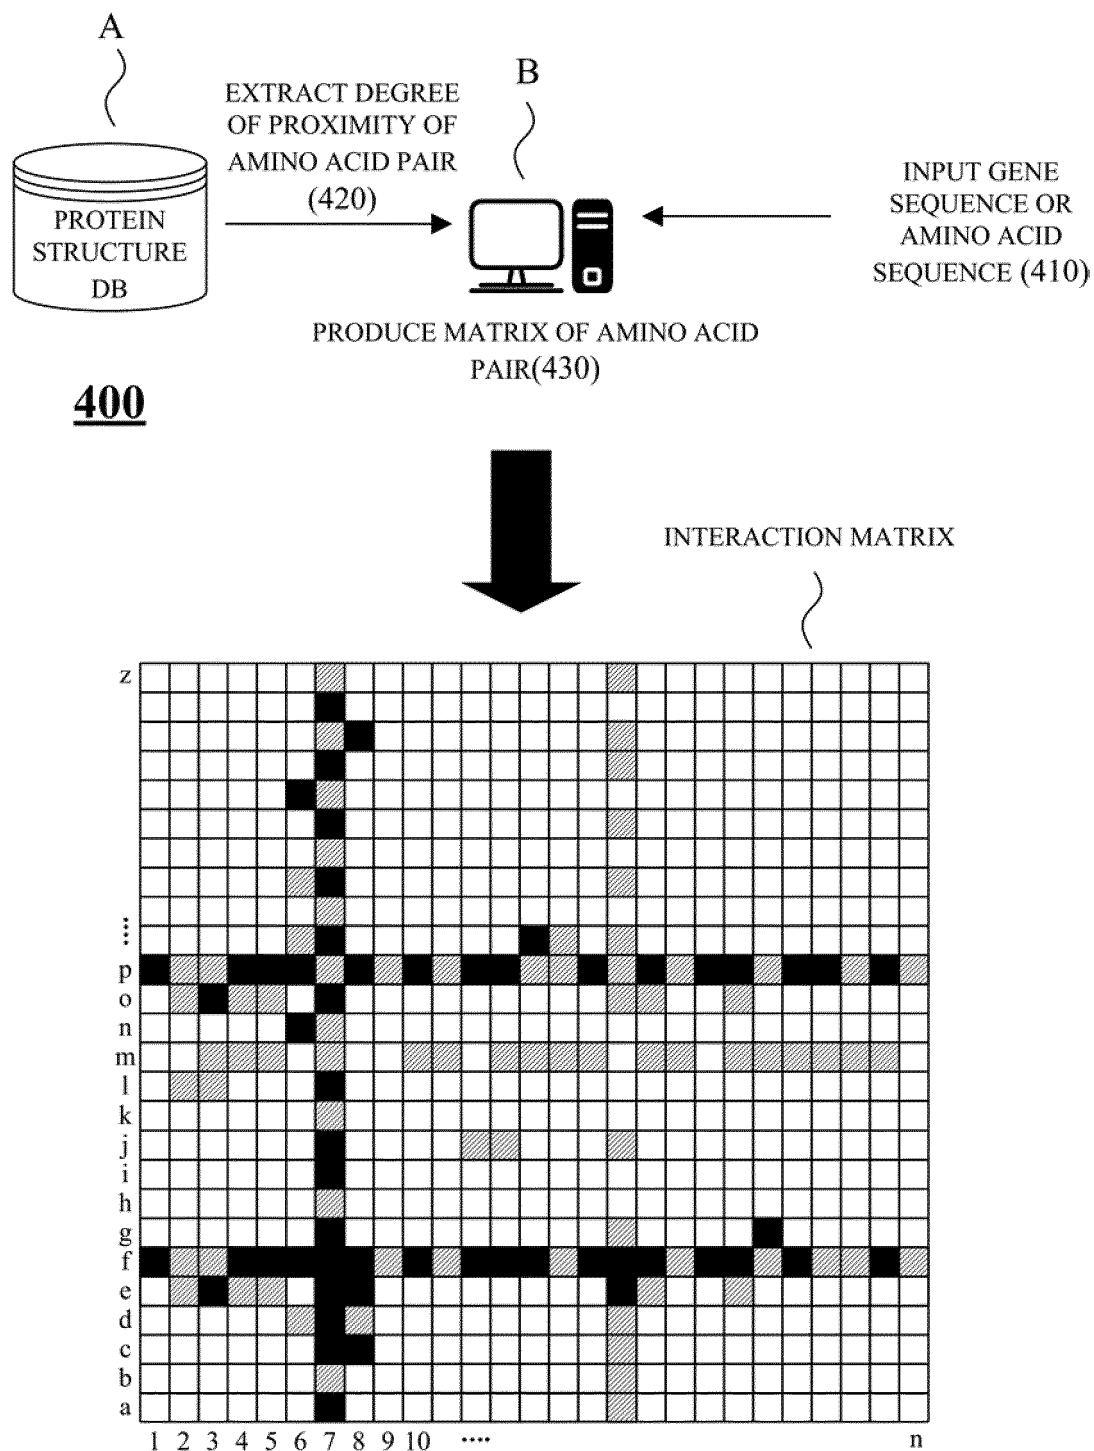 A
B
EXTRACT DEGREE
OF PROXIMITY OF
AMINO ACID PAIR
(420)
PROTEIN
STRUCTURE
DB
INPUT GENE
SEQUENCE OR
AMINO ACID
SEQUENCE (410)
PRODUCE MATRIX OF AMINO ACID
PAIR(430)
400
INTERACTION MATRIX
z
....
p
o
n
m
l
k
j
i
h
g
f
e
d
c
b
a
1 2 3 4 5 6 7 8 9 10 .... n